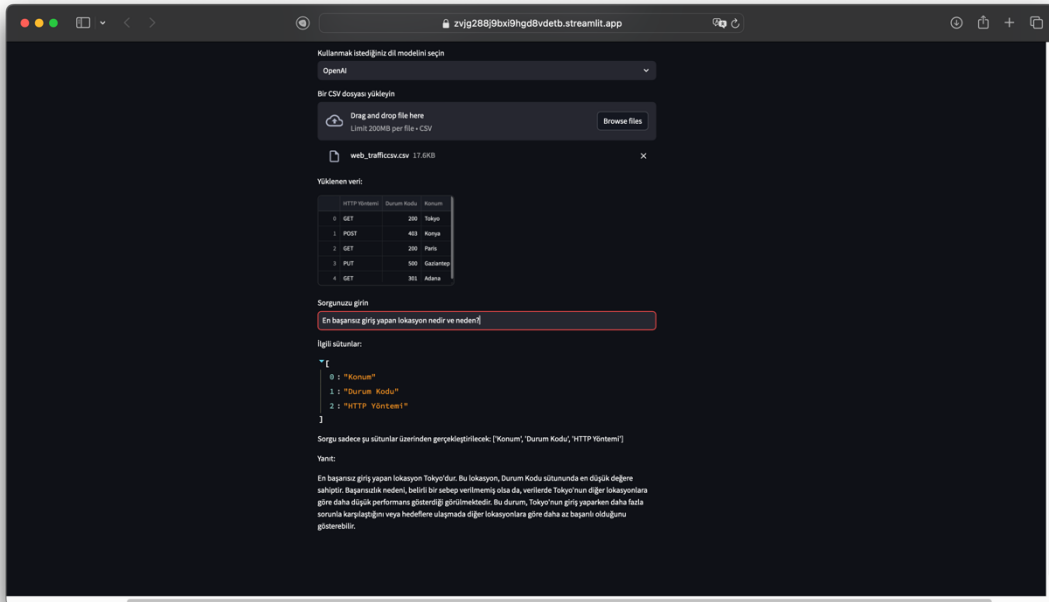 zvjg288j9bxi9hgd8vdetb.streamlit.app
Kullanmak istediğiniz dil modelini seçin
OpenAI
Bir CSV dosyası yükleyin
Drag and drop file here
Limit 200MB per file • CSV
Browse files
web_trafficcsv.csv 17.6KB
Yüklenen veri:
HTTP Yöntemi Durum Kodu Konum
0 GET 200 Tokyo
1 POST 403 Konya
2 GET 200 Paris
3 PUT 500 Gaziantep
4 GET 301 Adana
Sorgunuzu girin
En başarısız giriş yapan lokasyon nedir ve neden?
İlgili sütunlar:
[
0 : "Konum"
1 : "Durum Kodu"
2 : "HTTP Yöntemi"
]
Sorgu sadece şu sütunlar üzerinden gerçekleştirilecek: ['Konum', 'Durum Kodu', 'HTTP Yöntemi']
Yanıt:
En başarısız giriş yapan lokasyon Tokyo'dur. Bu lokasyon, Durum Kodu sütununda en düşük değere
sahiptir. Başarısızlık nedeni, belirli bir sebep verilmemiş olsa da, verilerde Tokyo'nun diğer lokasyonlara
göre daha düşük performans gösterdiği görülmektedir. Bu durum, Tokyo'nun giriş yaparken daha fazla
sorunla karşılaştığını veya hedeflere ulaşmada diğer lokasyonlara göre daha az başarılı olduğunu
gösterebilir.